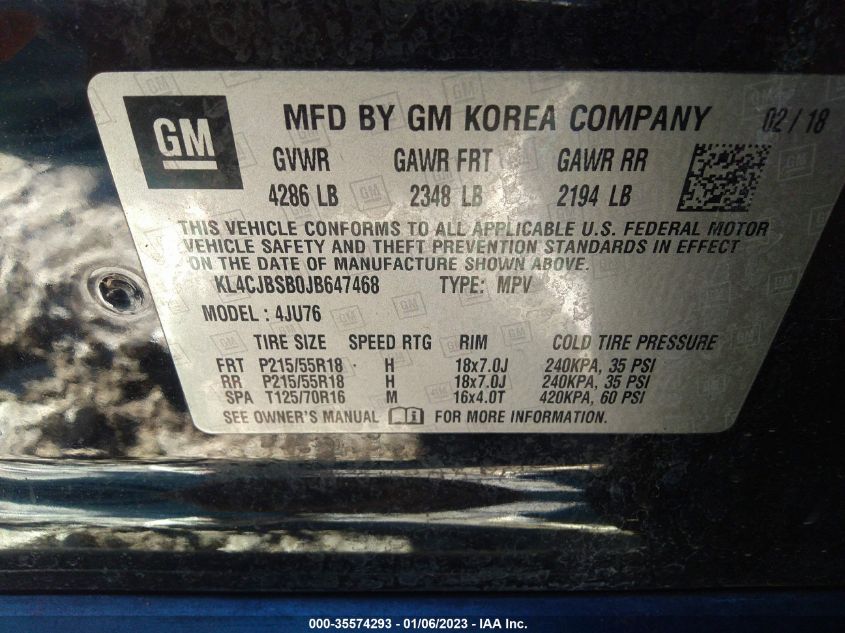 GM
MFD BY GM KOREA COMPANY 02/18
GVWR GAWR FRT GAWR RR
4286 LB 2348 LB 2194 LB
THIS VEHICLE CONFORMS TO ALL APPLICABLE U.S. FEDERAL MOTOR
VEHICLE SAFETY AND THEFT PREVENTION STANDARDS IN EFFECT
ON THE DATE OF MANUFACTURE SHOWN ABOVE.
KL4CJBSB0JB647468 TYPE: MPV
MODEL: 4JU76
TIRE SIZE SPEED RTG RIM COLD TIRE PRESSURE
FRT P215/55R18 H 18x7.0J 240KPA, 35 PSI
RR P215/55R18 H 18x7.0J 240KPA, 35 PSI
SPA T125/70R16 M 16x4.0T 420KPA, 60 PSI
SEE OWNER'S MANUAL FOR MORE INFORMATION.
000-35574293 - 01/06/2023 - IAA Inc.